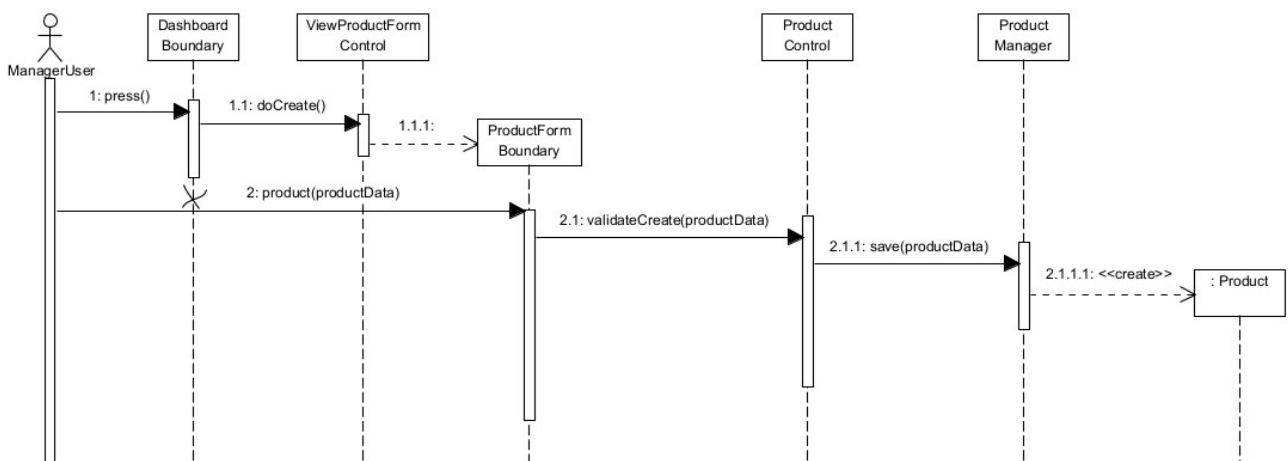 Dashboard
Boundary
ViewProductForm
Control
Product
Control
Product
Manager
ManagerUser
1: press()
1.1: doCreate()
1.1.1:
ProductForm
Boundary
2: product(productData)
2.1: validateCreate(productData)
2.1.1: save(productData)
2.1.1.1: <<create>>
: Product